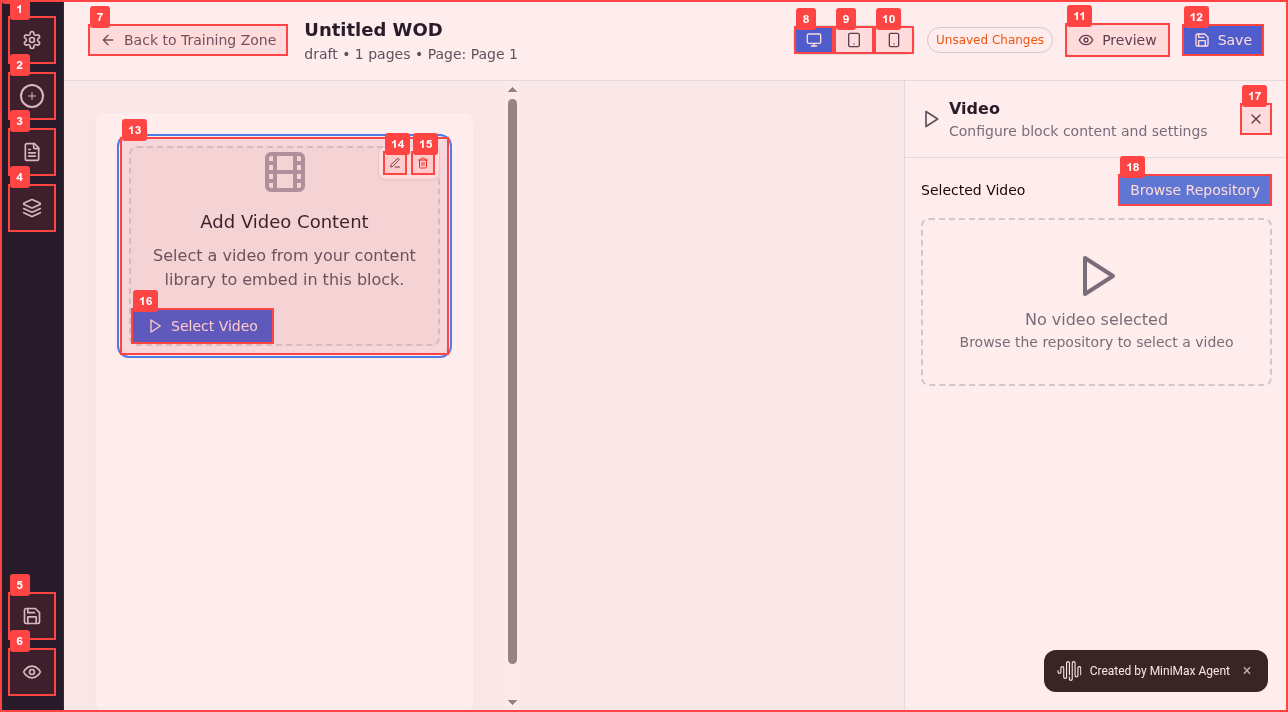 1
2
3
4
5
6
7
Back to Training Zone
Untitled WOD
draft • 1 pages • Page: Page 1
8
9
10
Unsaved Changes
11
Preview
12
Save
13
14
15
Add Video Content
Select a video from your content
library to embed in this block.
16
Select Video
Video
Configure block content and settings
17
Selected Video
18
Browse Repository
No video selected
Browse the repository to select a video
Created by MiniMax Agent